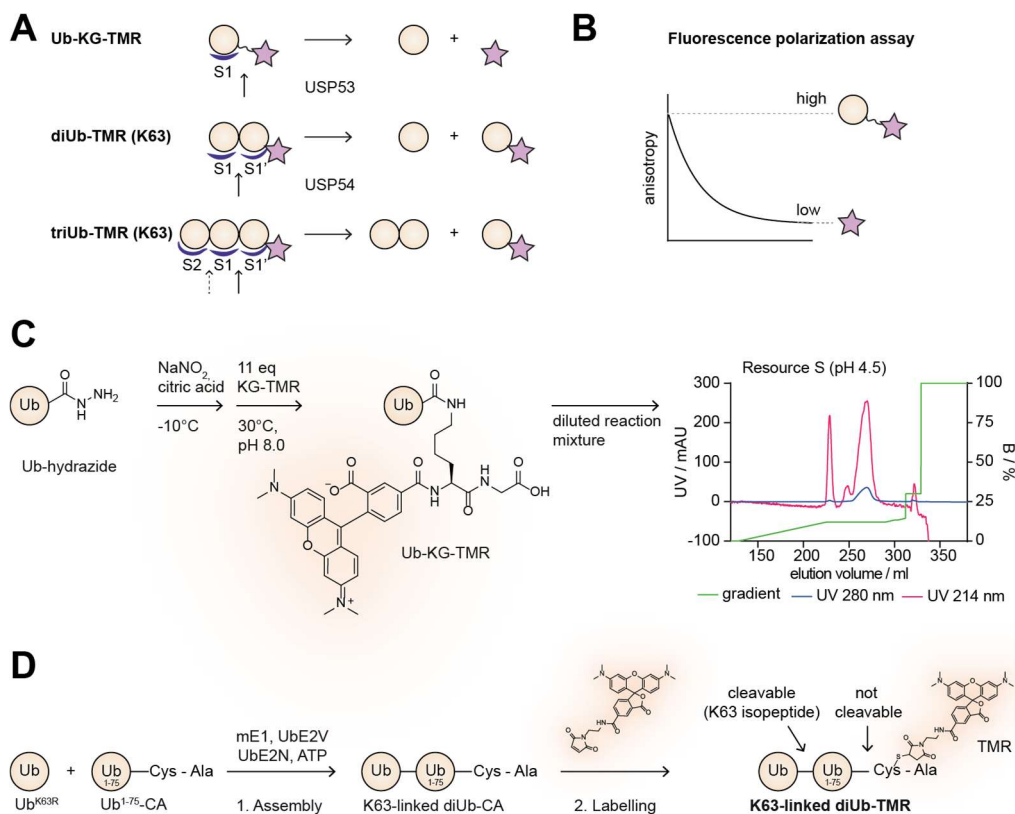 A
Ub-KG-TMR
S1
+
USP53
diUb-TMR (K63)
S1 S1'
+
USP54
triUb-TMR (K63)
S2 S1 S1'
+
B
Fluorescence polarization assay
high
anisotropy
low
C
Ub
O
N
H
NH₂
Ub-hydrazide
NaNO₂,
citric acid
-10°C
11 eq
KG-TMR
30°C,
pH 8.0
Ub
O
NH
O⁻
O
O
N
H
O
H
N
O
OH
N
O
N⁺
Ub-KG-TMR
diluted reaction
mixture
Resource S (pH 4.5)
UV / mAU
300
200
100
0
-100
100
75
50
25
0
B / %
150 200 250 300 350
elution volume / ml
gradient UV 280 nm UV 214 nm
D
Ub
Ub^K63R
+
Ub
1-75
Cys - Ala
Ub^1-75-CA
mE1, UbE2V
UbE2N, ATP
1. Assembly
Ub Ub
1-75
Cys - Ala
K63-linked diUb-CA
N O N
O
O
HN
O
O
N
O
2. Labelling
cleavable
(K63 isopeptide)
not
cleavable
Ub Ub
1-75
Cys - Ala
S
O
N
O
HN
O
O
O
N O N
TMR
K63-linked diUb-TMR